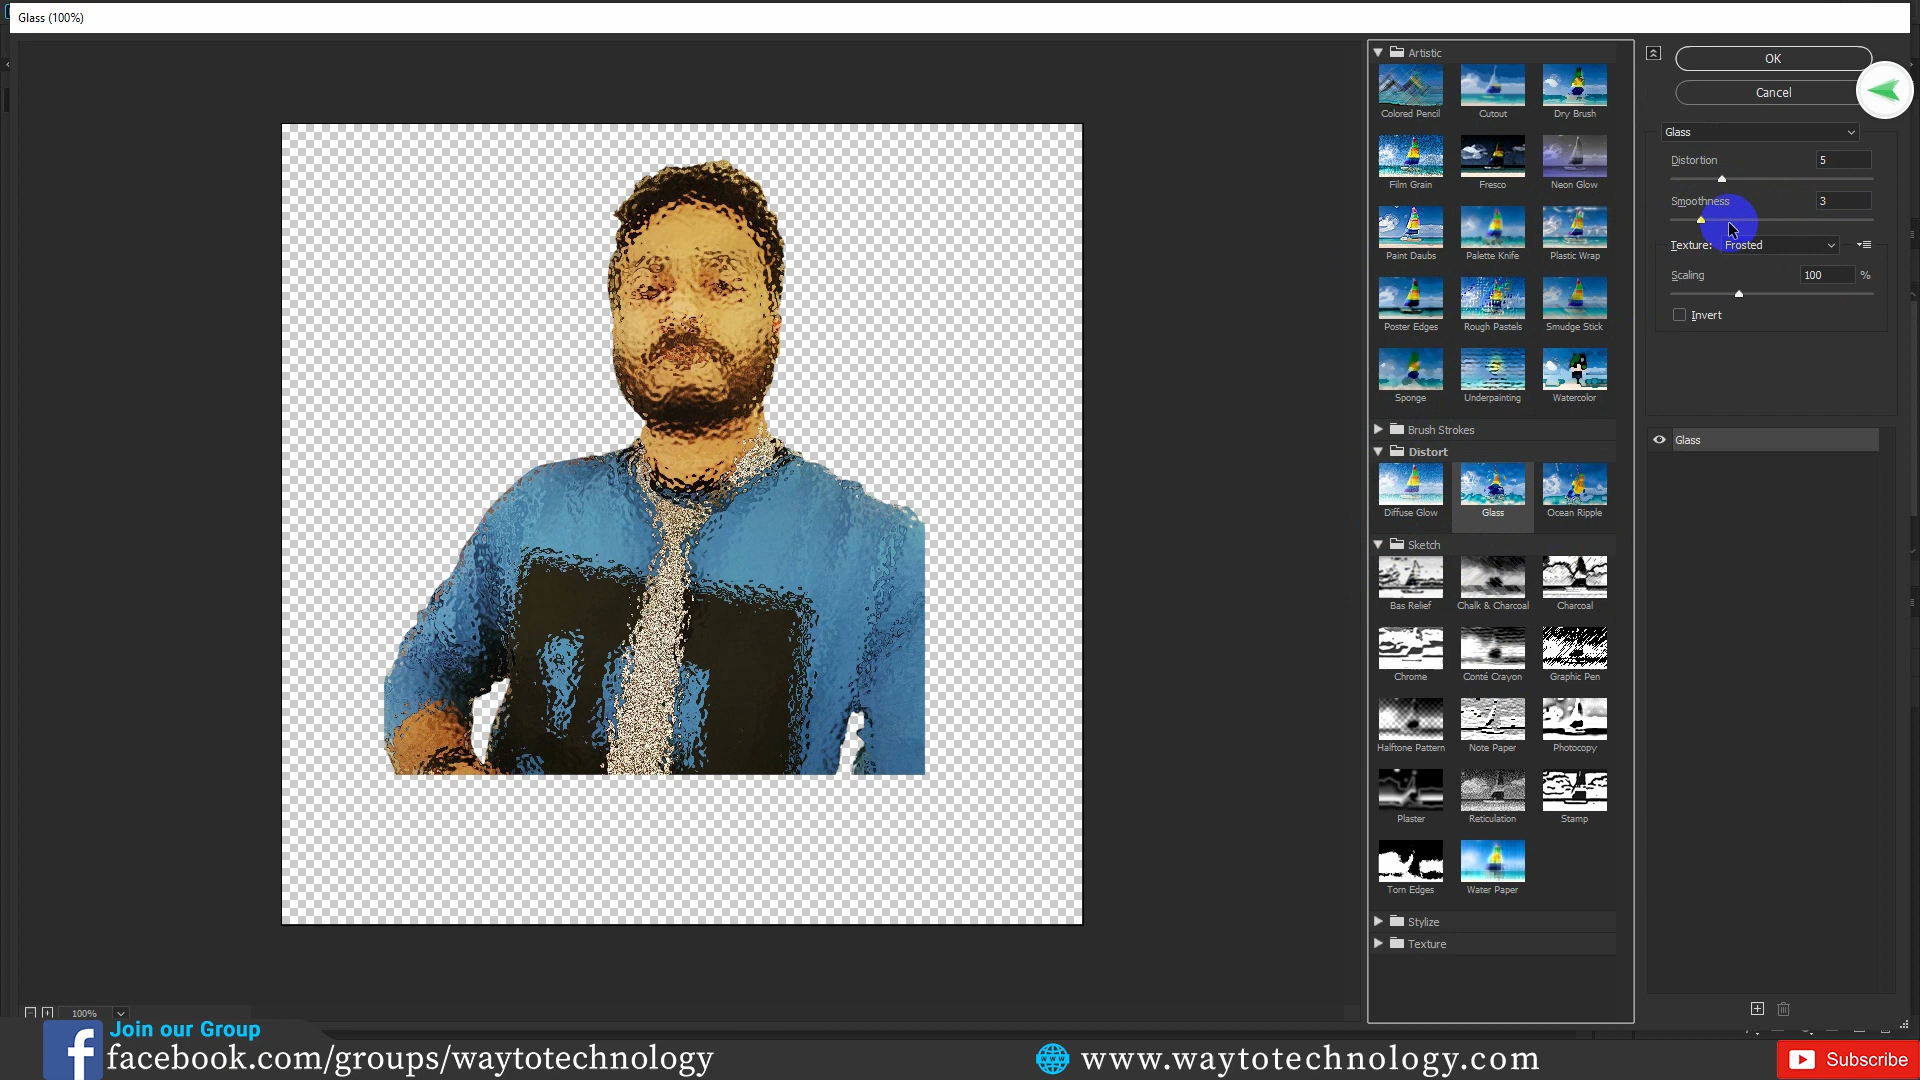 Glass (100%)
Artistic
Colored Pencil
Cutout
Dry Brush
Film Grain
Fresco
Neon Glow
Paint Daubs
Palette Knife
Plastic Wrap
Poster Edges
Rough Pastels
Smudge Stick
Sponge
Underpainting
Watercolor
Brush Strokes
Distort
Diffuse Glow
Glass
Ocean Ripple
Sketch
Bas Relief
Chalk & Charcoal
Charcoal
Chrome
Conté Crayon
Graphic Pen
Halftone Pattern
Note Paper
Photocopy
Plaster
Reticulation
Stamp
Torn Edges
Water Paper
Stylize
Texture
OK
Cancel
Glass
Distortion 5
Smoothness 3
Texture: Frosted
Scaling 100 %
Invert
Glass
100%
Join our Group
f facebook.com/groups/waytotechnology
www.waytotechnology.com
Subscribe